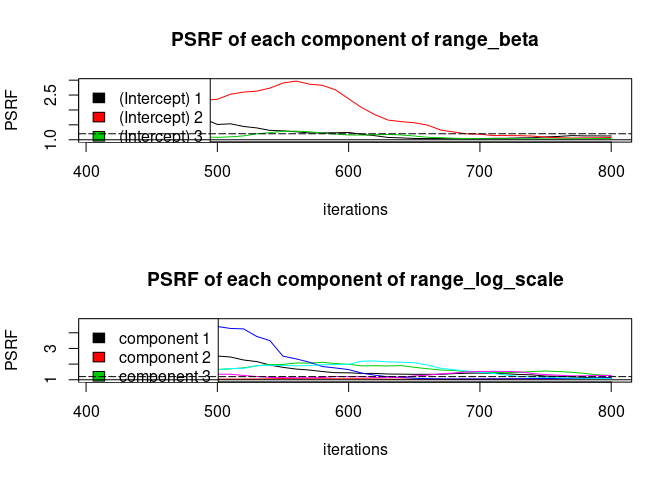 PSRF of each component of range_beta
PSRF
2.5
1.0
(Intercept) 1
(Intercept) 2
(Intercept) 3
400 500 600 700 800
iterations
PSRF of each component of range_log_scale
PSRF
3
1
component 1
component 2
component 3
400 500 600 700 800
iterations